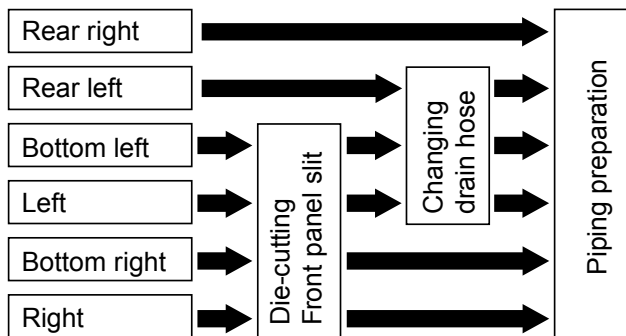 Rear right
Rear left
Bottom left
Left
Bottom right
Right
Die-cutting
Front panel slit
Changing
drain hose
Piping preparation